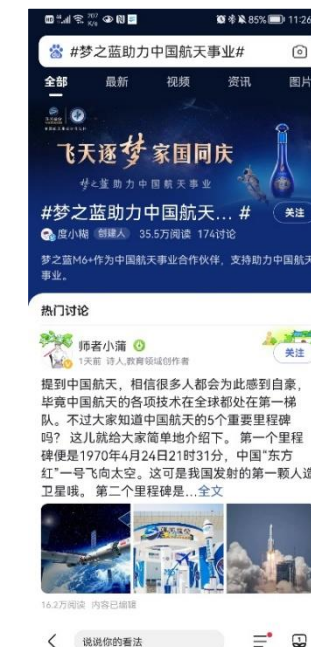 707 K/s
85% 11:26
#梦之蓝助力中国航天事业#
全部 最新 视频 资讯 图片
飞天逐梦 家国同庆
梦之蓝助力中国航天事业
#梦之蓝助力中国航天... # 关注
度小糊 创建人 35.5万阅读 174讨论
梦之蓝M6+作为中国航天事业合作伙伴，支持助力中国航天
事业。
热门讨论
师者小蒲
1天前 诗人,教育领域创作者
关注
提到中国航天，相信很多人都会为此感到自豪，
毕竟中国航天的各项技术在全球都处在第一梯
队。不过大家知道中国航天的5个重要里程碑
吗？ 这儿就给大家简单地介绍下。 第一个里程
碑便是1970年4月24日21时31分，中国“东方
红”一号飞向太空。这可是我国发射的第一颗人造
卫星哦。 第二个里程碑是...全文
16.2万阅读 内容已编辑
说说你的看法
1